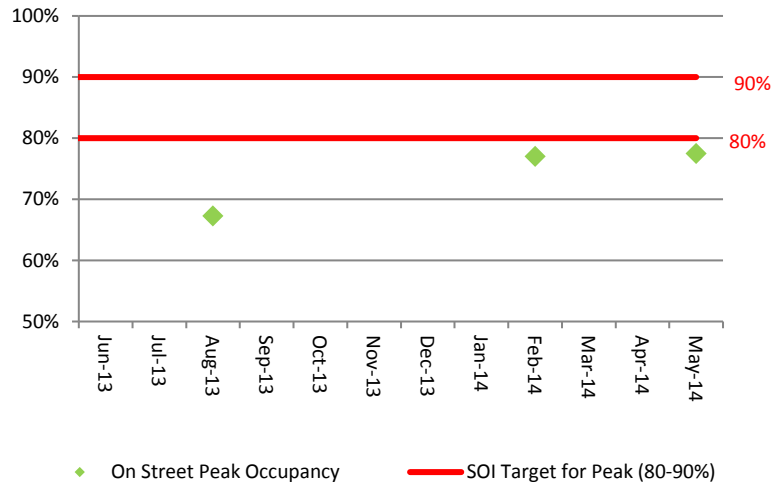 100%
90%
80%
70%
60%
50%
90%
80%
Jun-13
Jul-13
Aug-13
Sep-13
Oct-13
Nov-13
Dec-13
Jan-14
Feb-14
Mar-14
Apr-14
May-14
On Street Peak Occupancy
SOI Target for Peak (80-90%)